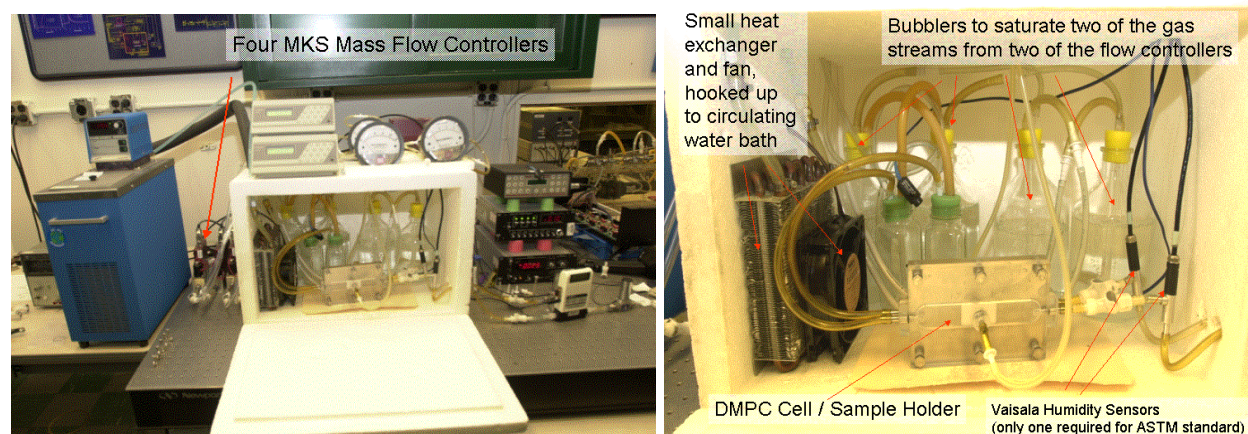 Four MKS Mass Flow Controllers
Small heat
exchanger
and fan,
hooked up
to circulating
water bath
Bubblers to saturate two of the gas
streams from two of the flow controllers
DMPC Cell / Sample Holder
Vaisala Humidity Sensors
(only one required for ASTM standard)
Newport